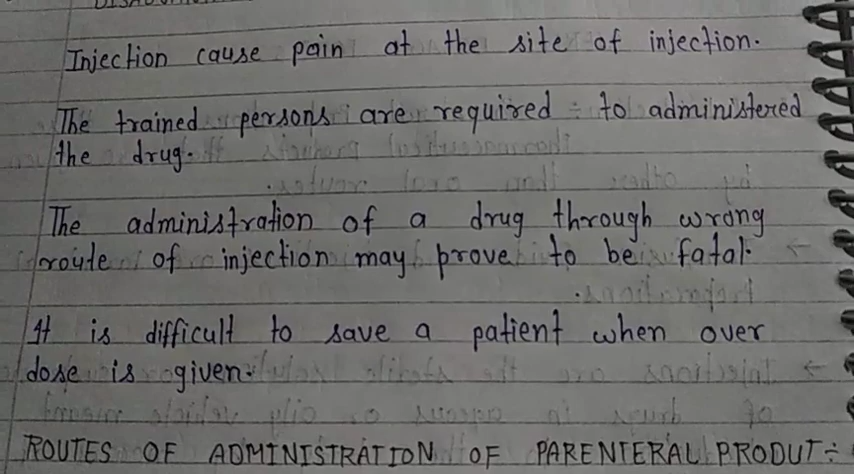 Injection cause pain at the site of injection.
The trained persons are required to administered
the drug.
The administration of a drug through wrong
route of injection may prove to be fatal.
It is difficult to save a patient when over
dose is given.
ROUTES OF ADMINISTRATION OF PARENTERAL PRODUT: